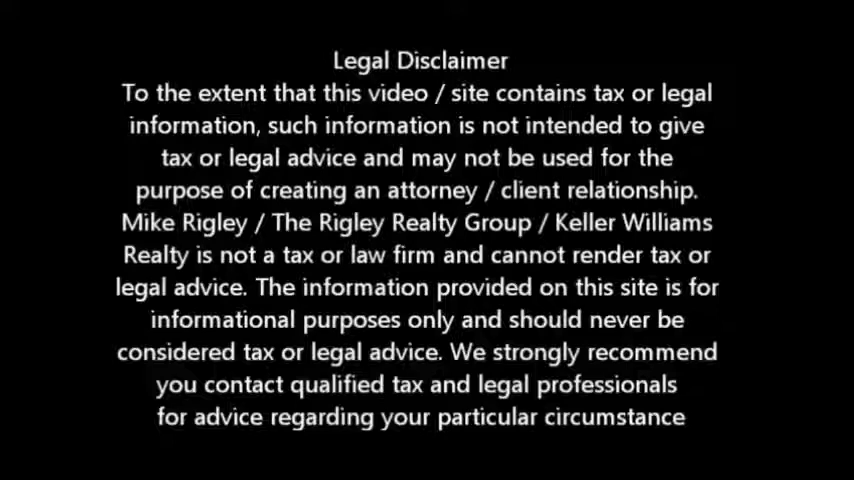 Legal Disclaimer
To the extent that this video / site contains tax or legal
information, such information is not intended to give
tax or legal advice and may not be used for the
purpose of creating an attorney / client relationship.
Mike Rigley / The Rigley Realty Group / Keller Williams
Realty is not a tax or law firm and cannot render tax or
legal advice. The information provided on this site is for
informational purposes only and should never be
considered tax or legal advice. We strongly recommend
you contact qualified tax and legal professionals
for advice regarding your particular circumstance